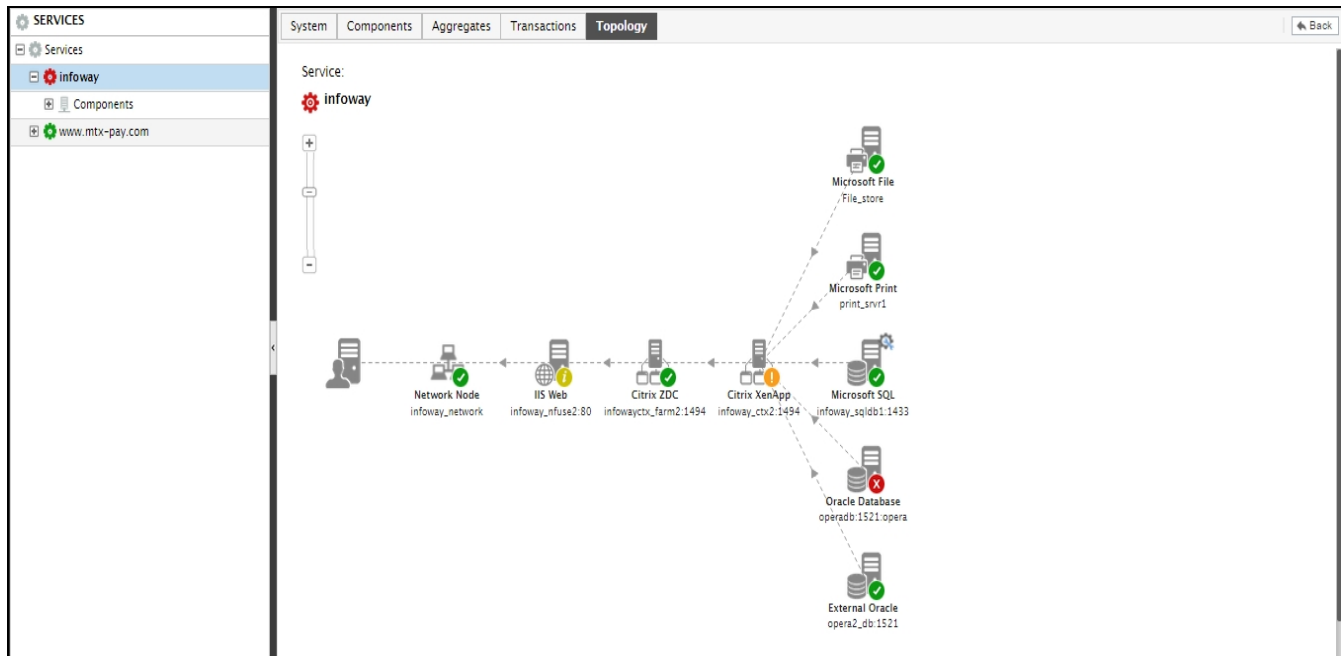 SERVICES
Services
infoway
Components
www.mtx-pay.com
System Components Aggregates Transactions Topology
Back
Service:
infoway
Microsoft File
File_store
Microsoft Print
print_srvr1
Network Node
infoway_network
IIS Web
infoway_nfuse2:80
Citrix ZDC
infowayctx_farm2:1494
Citrix XenApp
infoway_ctx2:1494
Microsoft SQL
infoway_sqldb1:1433
Oracle Database
operadb:1521:opera
External Oracle
opera2_db:1521